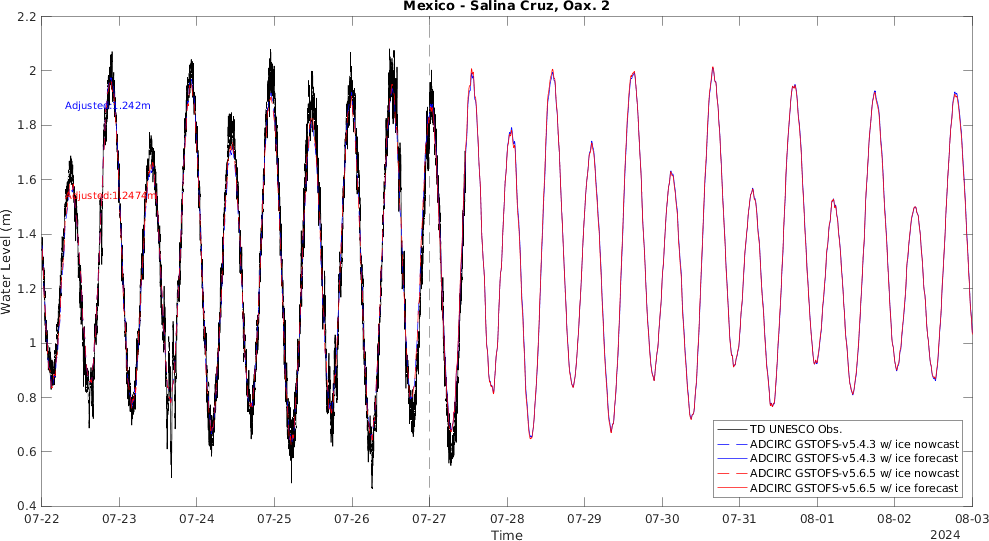 Mexico - Salina Cruz, Oax. 2
2.2
2
1.8
1.6
1.4
1.2
1
0.8
0.6
0.4
Water Level (m)
Adjusted:1.242m
Adjusted:1.2474m
TD UNESCO Obs.
ADCIRC GSTOFS-v5.4.3 w/ ice nowcast
ADCIRC GSTOFS-v5.4.3 w/ ice forecast
ADCIRC GSTOFS-v5.6.5 w/ ice nowcast
ADCIRC GSTOFS-v5.6.5 w/ ice forecast
07-22 07-23 07-24 07-25 07-26 07-27 07-28 07-29 07-30 07-31 08-01 08-02 08-03
Time
2024